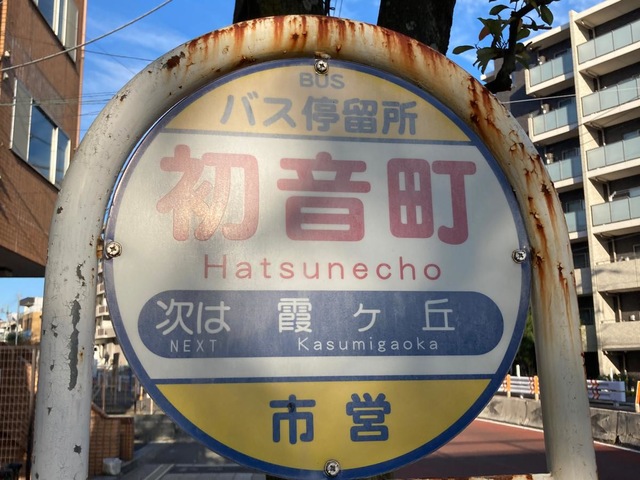 BUS
バス停留所
初音町
Hatsunecho
次は 霞ヶ丘
NEXT Kasumigaoka
市営